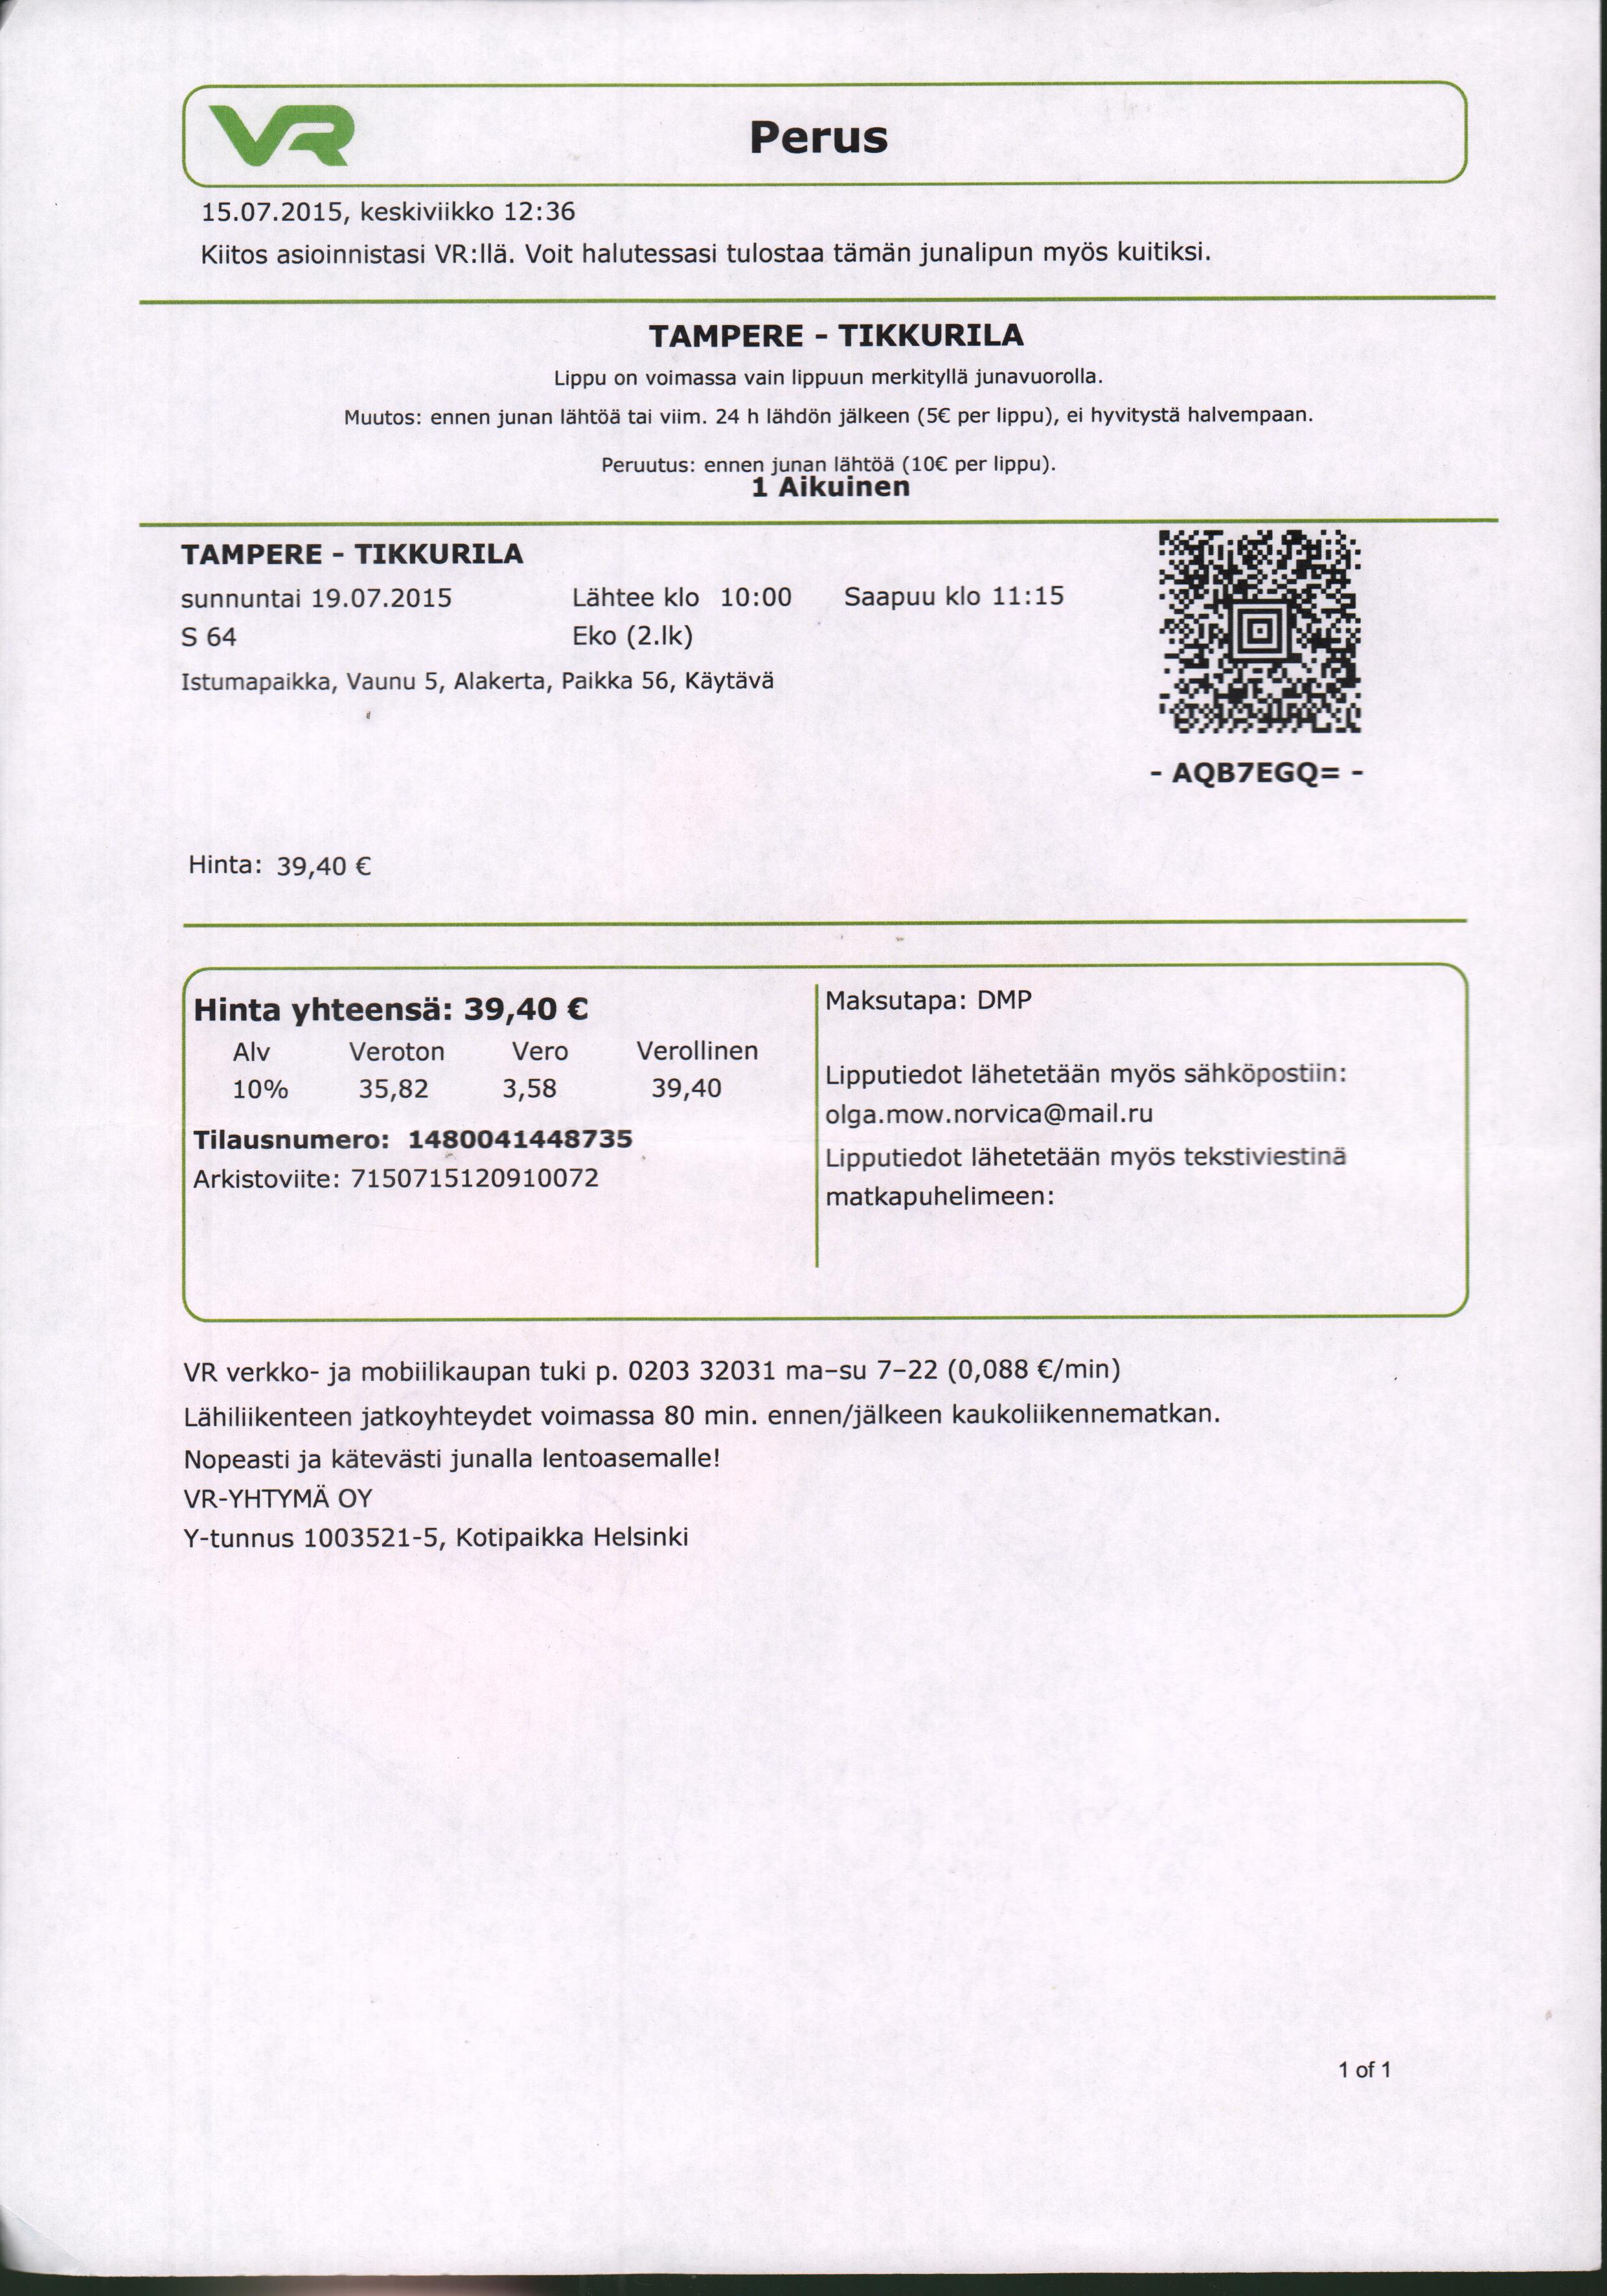 VR
Perus
15.07.2015, keskiviikko 12:36
Kiitos asioinnistasi VR:llä. Voit halutessasi tulostaa tämän junalipun myös kuitiksi.
TAMPERE - TIKKURILA
Lippu on voimassa vain lippuun merkityllä junavuorolla.
Muutos: ennen junan lähtöä tai viim. 24 h lähdön jälkeen (5€ per lippu), ei hyvitystä halvempaan.
Peruutus: ennen junan lähtöä (10€ per lippu).
1 Aikuinen
TAMPERE - TIKKURILA
sunnuntai 19.07.2015 Lähtee klo 10:00 Saapuu klo 11:15
S 64 Eko (2.lk)
Istumapaikka, Vaunu 5, Alakerta, Paikka 56, Käytävä
- AQB7EGQ= -
Hinta: 39,40 €
Hinta yhteensä: 39,40 €
Alv Veroton Vero Verollinen
10% 35,82 3,58 39,40
Tilausnumero: 1480041448735
Arkistoviite: 7150715120910072
Maksutapa: DMP
Lipputiedot lähetetään myös sähköpostiin:
olga.mow.norvica@mail.ru
Lipputiedot lähetetään myös tekstiviestinä
matkapuhelimeen:
VR verkko- ja mobiilikaupan tuki p. 0203 32031 ma–su 7–22 (0,088 €/min)
Lähiliikenteen jatkoyhteydet voimassa 80 min. ennen/jälkeen kaukoliikennematkan.
Nopeasti ja kätevästi junalla lentoasemalle!
VR-YHTYMÄ OY
Y-tunnus 1003521-5, Kotipaikka Helsinki
1 of 1